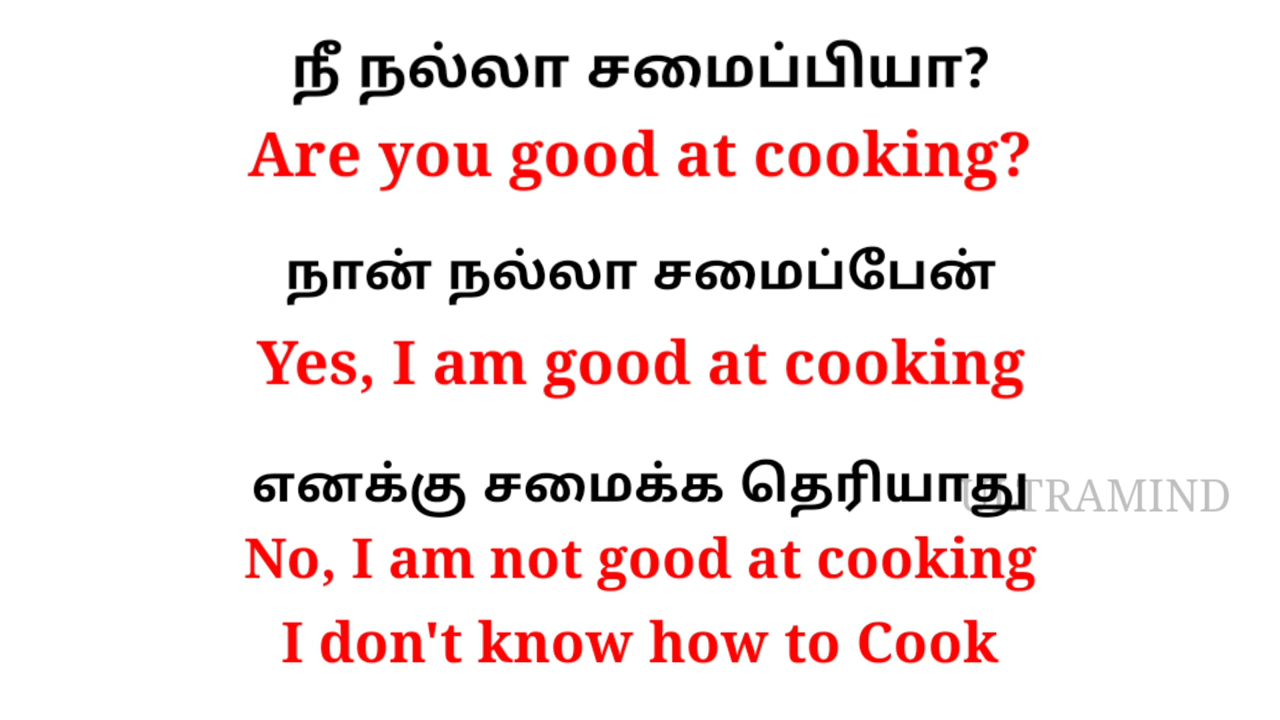 நீ நல்லா சமைப்பியா?
Are you good at cooking?
நான் நல்லா சமைப்பேன்
Yes, I am good at cooking
எனக்கு சமைக்க தெரியாது
ULTRAMIND
No, I am not good at cooking
I don't know how to Cook